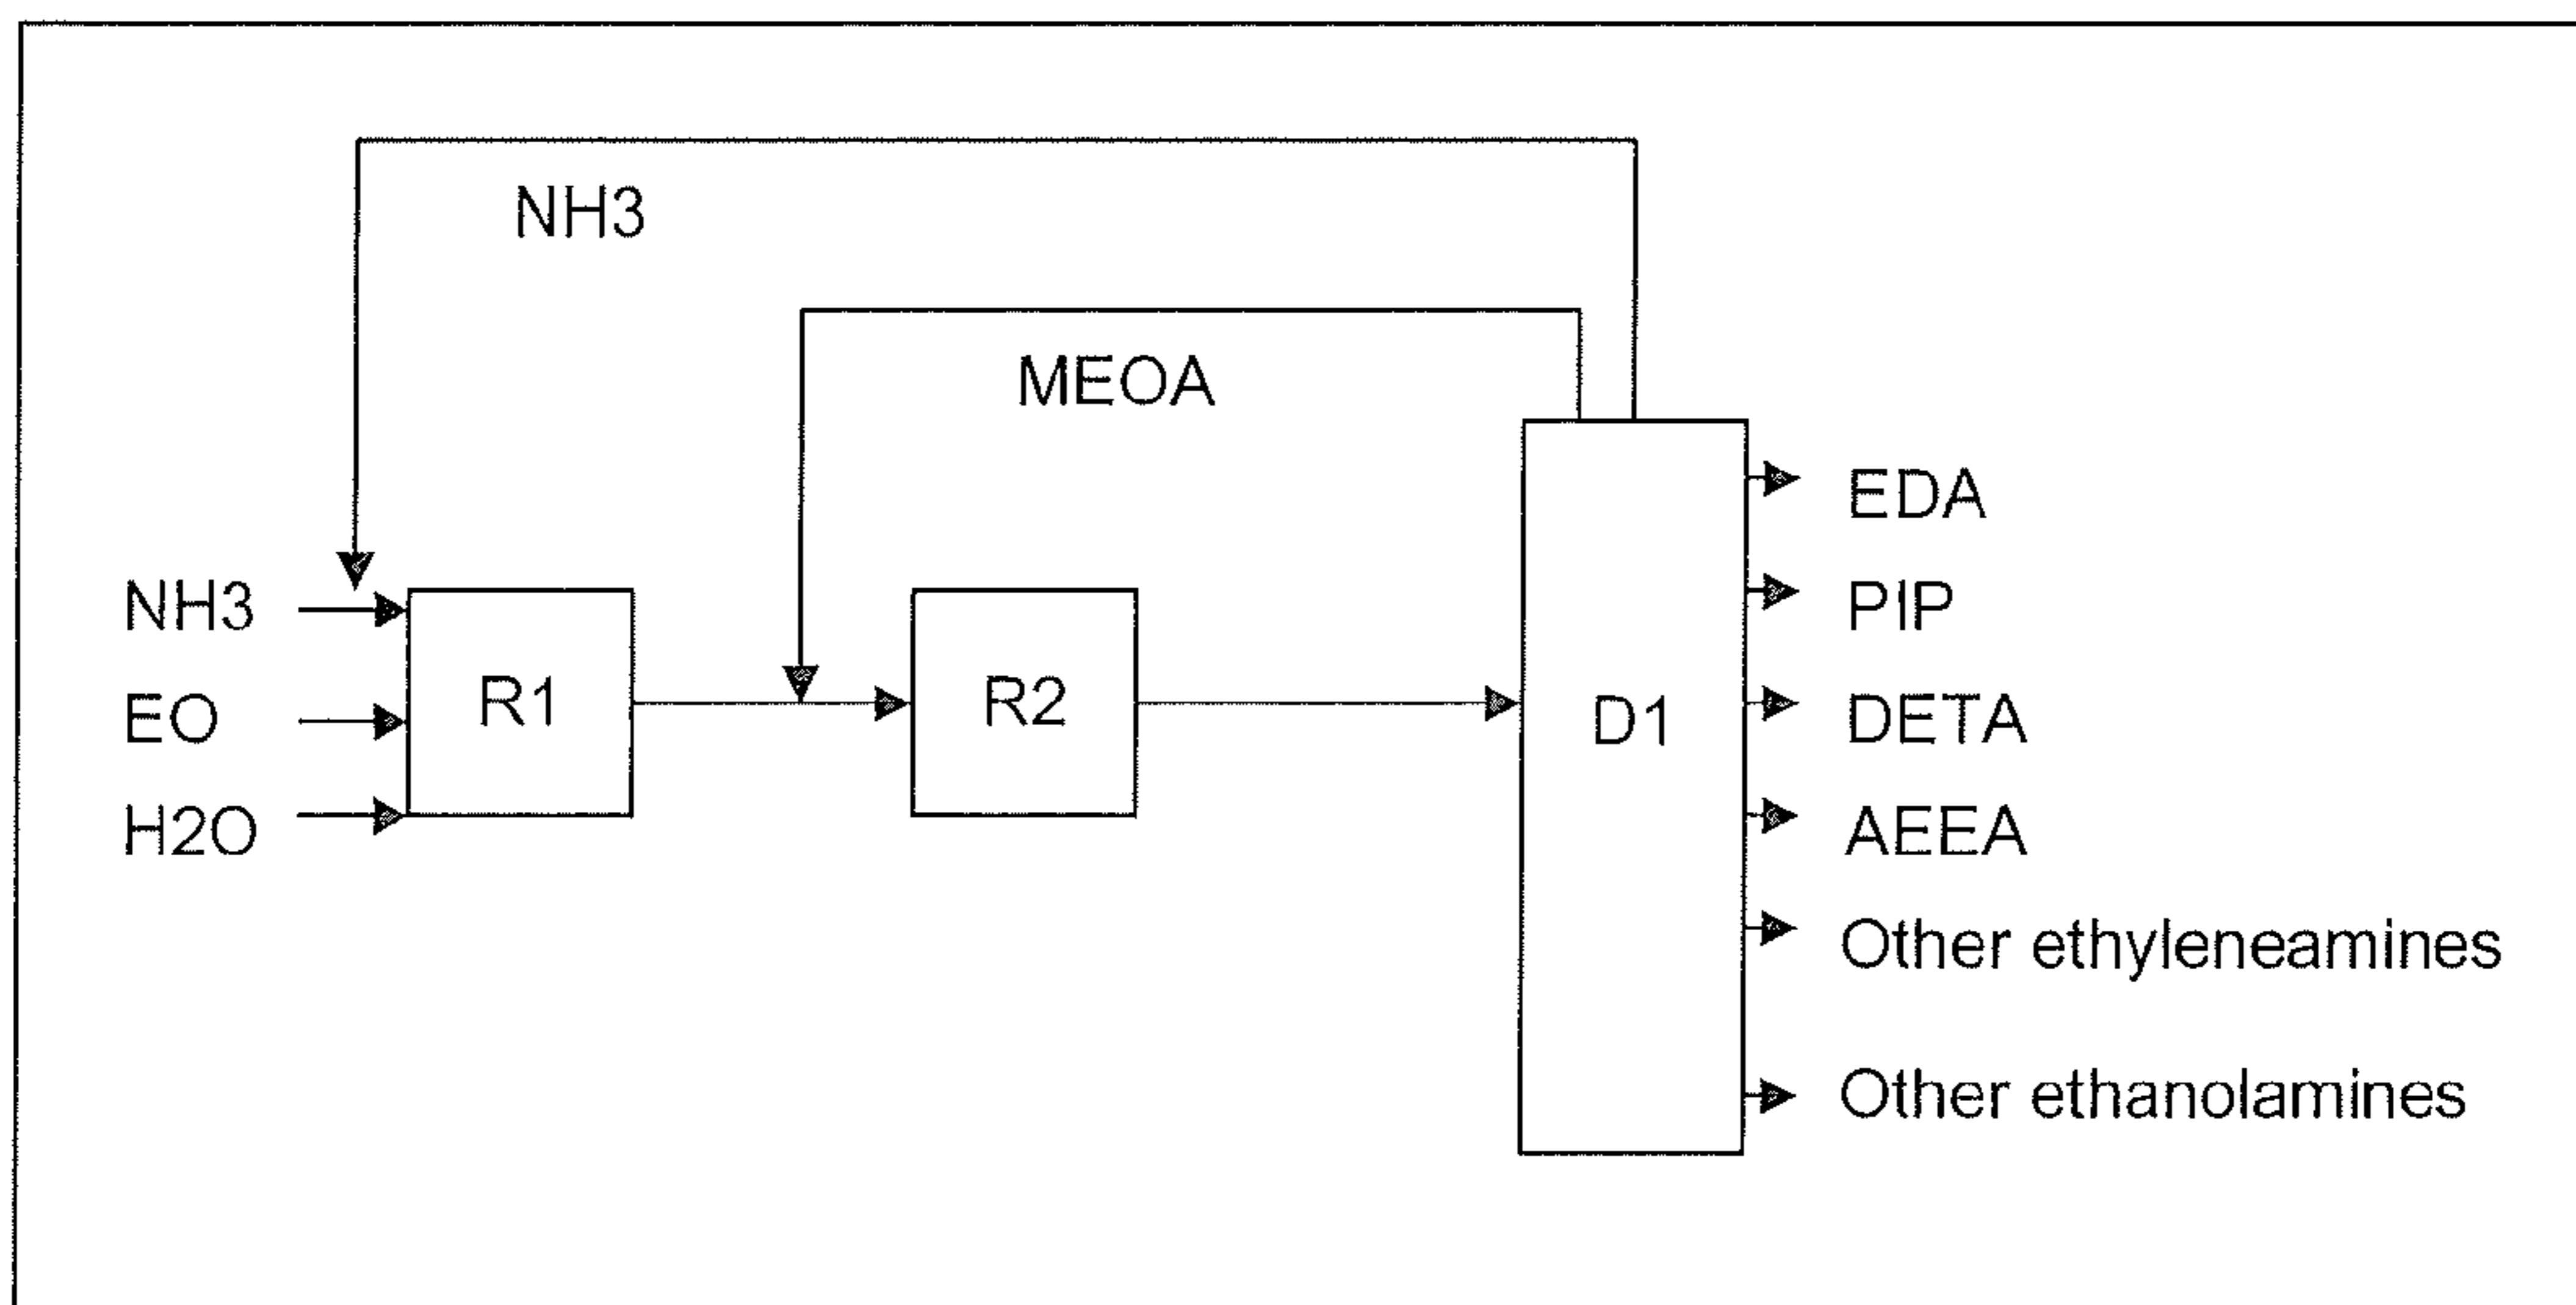 NH3
MEOA
NH3
EO
H2O
R1
R2
D1
EDA
PIP
DETA
AEEA
Other ethyleneamines
Other ethanolamines